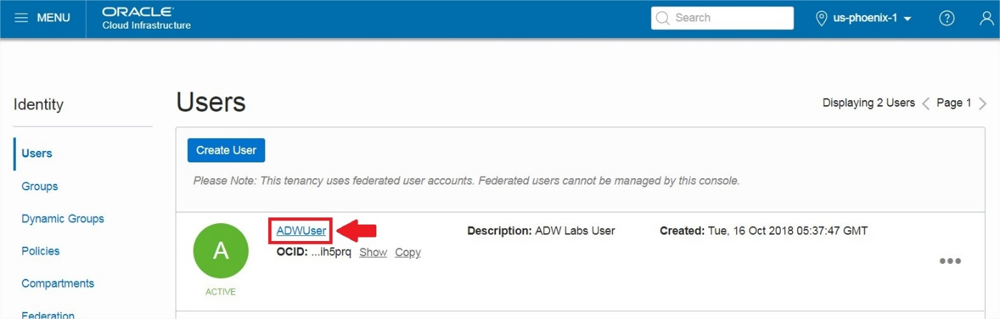 MENU
ORACLE
Cloud Infrastructure
Search
us-phoenix-1
?
Identity
Users
Groups
Dynamic Groups
Policies
Compartments
Federation
Users
Displaying 2 Users
Page 1
Create User
Please Note: This tenancy uses federated user accounts. Federated users cannot be managed by this console.
A
ACTIVE
ADWUser
OCID: ...ih5prq Show Copy
Description: ADW Labs User
Created: Tue, 16 Oct 2018 05:37:47 GMT